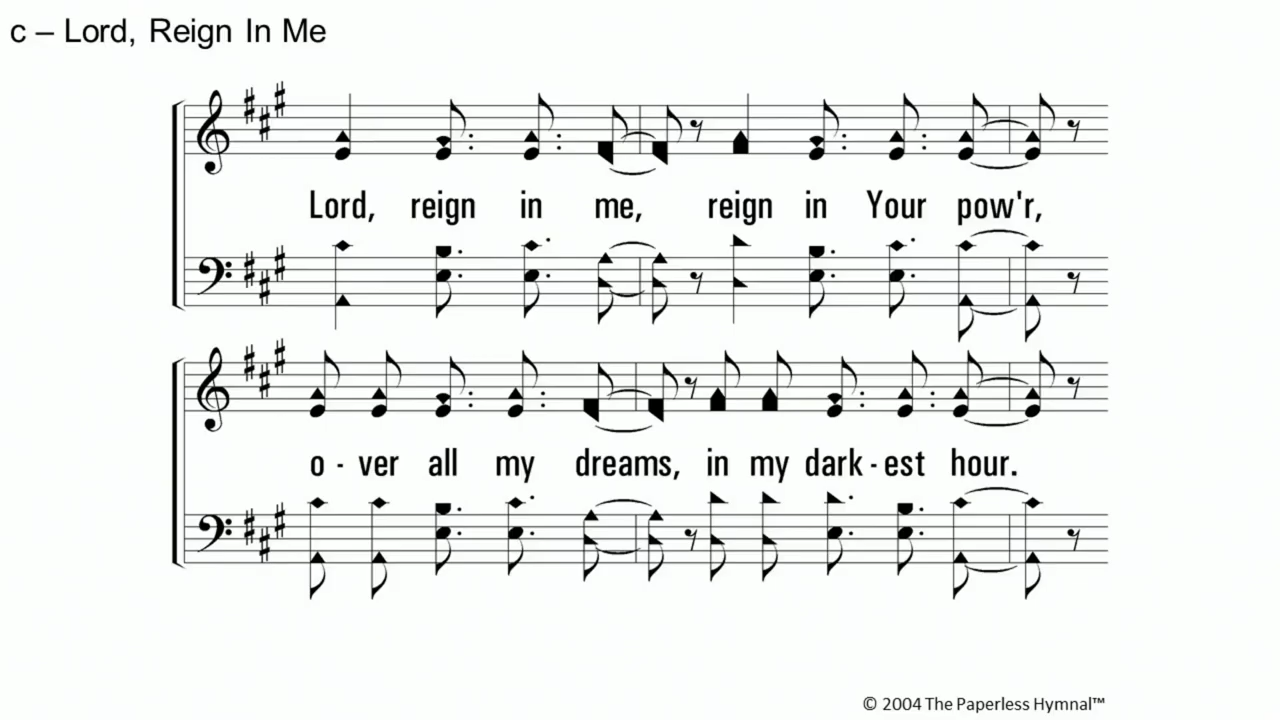 c – Lord, Reign In Me
Lord, reign in me, reign in Your pow'r,
o - ver all my dreams, in my dark - est hour.
© 2004 The Paperless Hymnal™